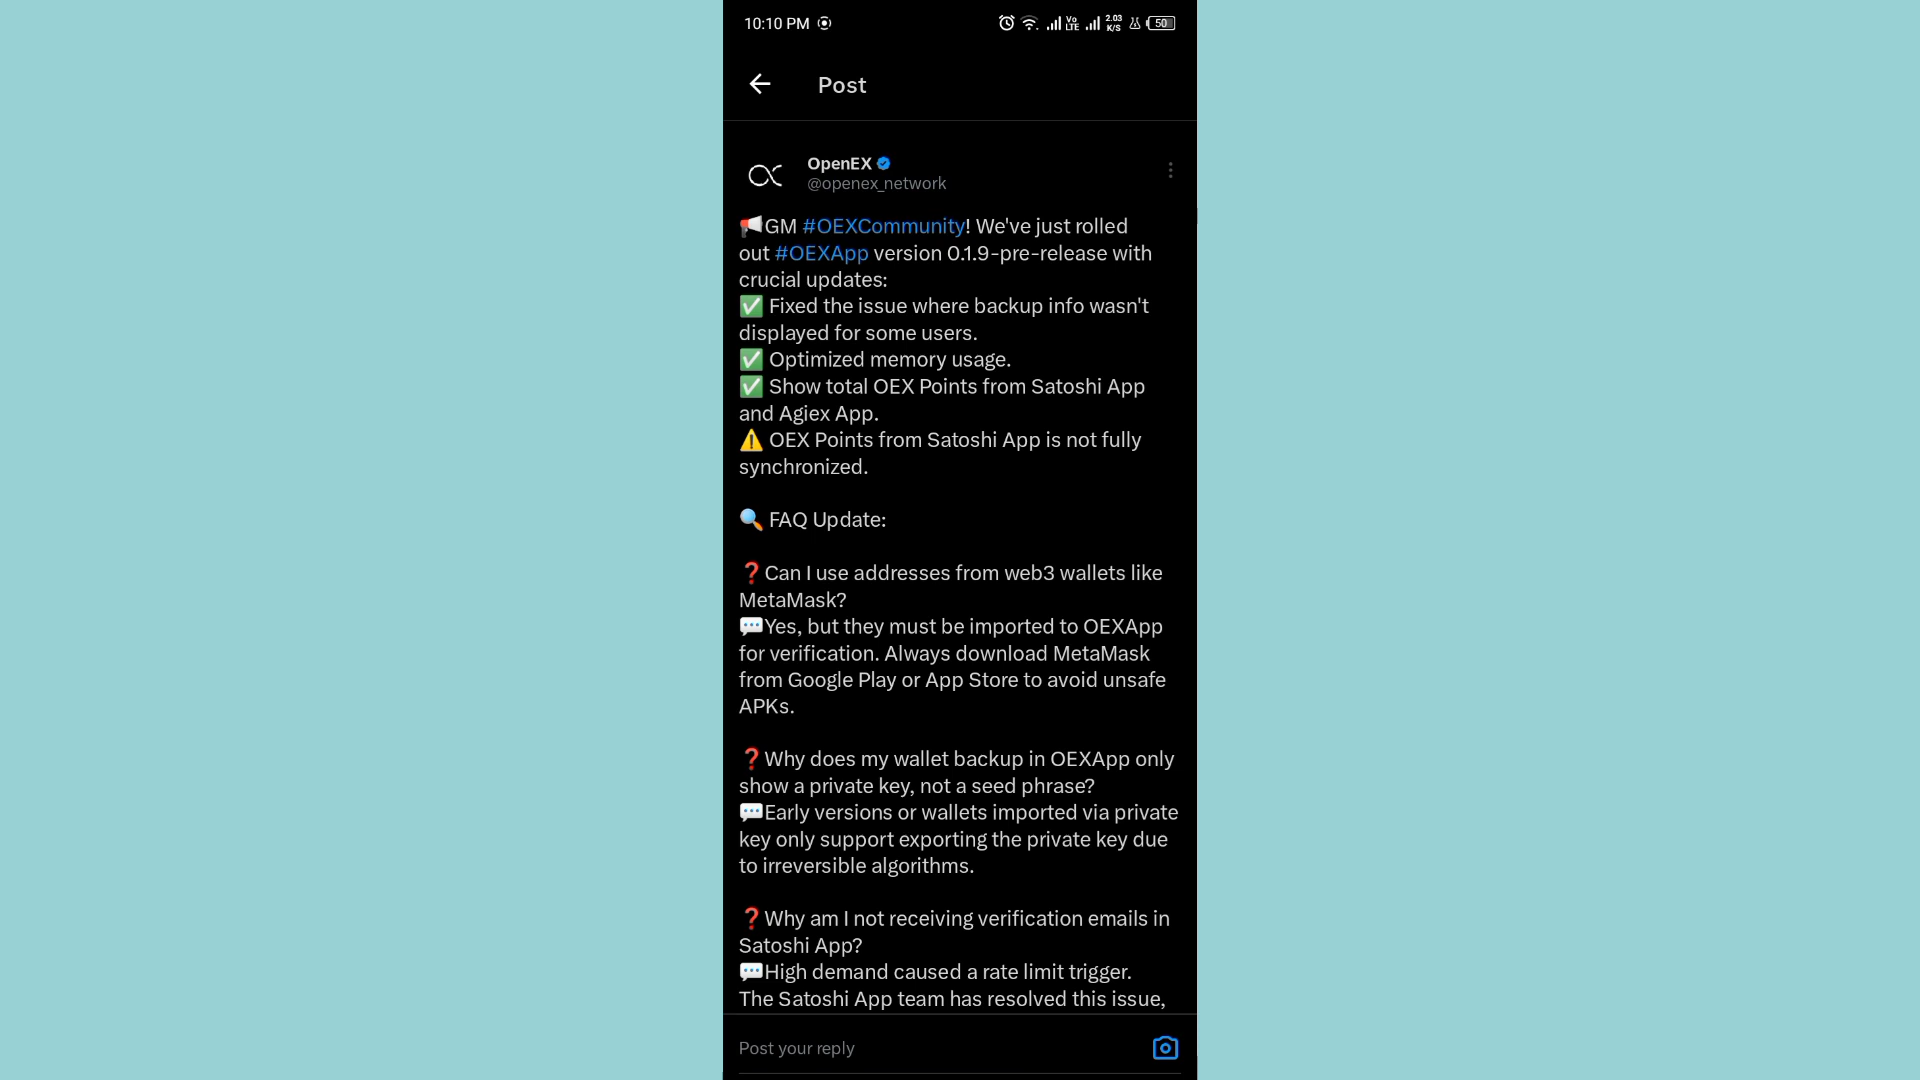 10:10 PM
Vo LTE 2.03 K/S 50
Post
OpenEX
@openex_network
📢GM #OEXCommunity! We've just rolled
out #OEXApp version 0.1.9-pre-release with
crucial updates:
✅ Fixed the issue where backup info wasn't
displayed for some users.
✅ Optimized memory usage.
✅ Show total OEX Points from Satoshi App
and Agiex App.
⚠️ OEX Points from Satoshi App is not fully
synchronized.
🔍 FAQ Update:
❓Can I use addresses from web3 wallets like
MetaMask?
💬Yes, but they must be imported to OEXApp
for verification. Always download MetaMask
from Google Play or App Store to avoid unsafe
APKs.
❓Why does my wallet backup in OEXApp only
show a private key, not a seed phrase?
💬Early versions or wallets imported via private
key only support exporting the private key due
to irreversible algorithms.
❓Why am I not receiving verification emails in
Satoshi App?
💬High demand caused a rate limit trigger.
The Satoshi App team has resolved this issue,
Post your reply